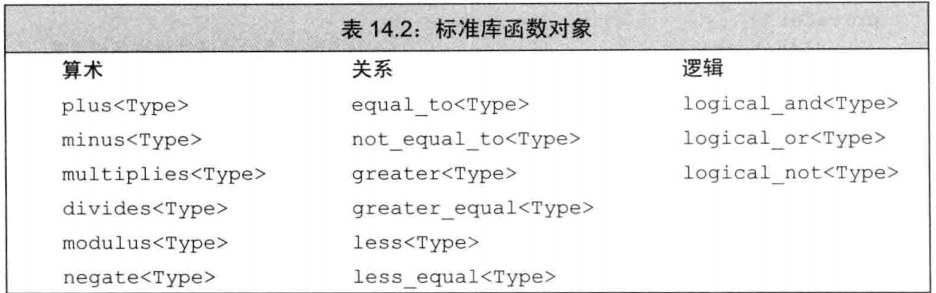 表 14.2：标准库函数对象
算术 关系 逻辑
plus<Type> equal_to<Type> logical_and<Type>
minus<Type> not_equal_to<Type> logical_or<Type>
multiplies<Type> greater<Type> logical_not<Type>
divides<Type> greater_equal<Type>
modulus<Type> less<Type>
negate<Type> less_equal<Type>